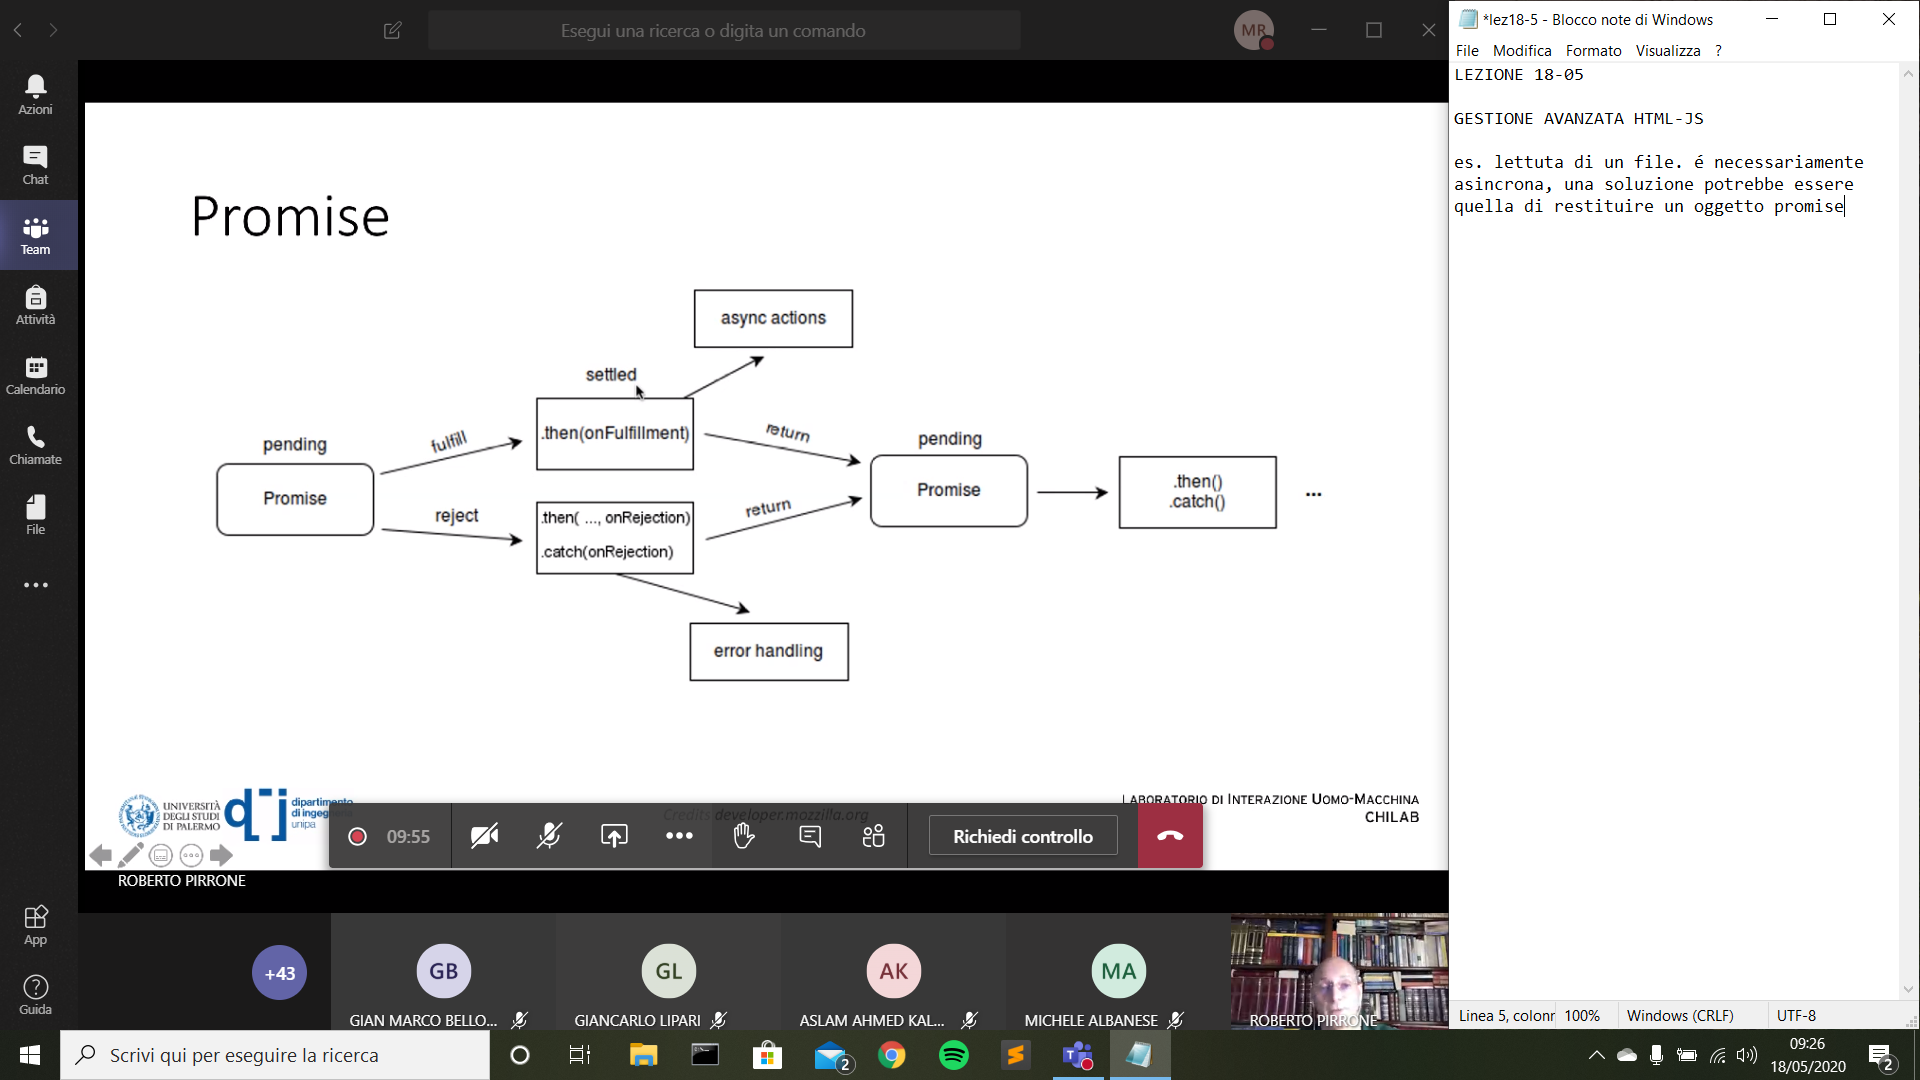 Esegui una ricerca o digita un comando
MR
Azioni
Chat
Team
Attività
Calendario
Chiamate
File
App
Guida
Promise
async actions
settled
pending
fulfill
.then(onFulfillment)
return
pending
Promise
reject
.then( ..., onRejection)
.catch(onRejection)
return
Promise
.then()
.catch()
...
error handling
UNIVERSITÀ
DEGLI STUDI
DI PALERMO
dipartimento
di ingeg
unipa
Credits developer.mozzilla.org
LABORATORIO DI INTERAZIONE UOMO-MACCHINA
CHILAB
09:55
Richiedi controllo
ROBERTO PIRRONE
+43
GB
GIAN MARCO BELLO...
GL
GIANCARLO LIPARI
AK
ASLAM AHMED KAL...
MA
MICHELE ALBANESE
ROBERTO PIRRONE
*lez18-5 - Blocco note di Windows
File Modifica Formato Visualizza ?
LEZIONE 18-05
GESTIONE AVANZATA HTML-JS
es. lettuta di un file. é necessariamente
asincrona, una soluzione potrebbe essere
quella di restituire un oggetto promise
Linea 5, colonr 100% Windows (CRLF) UTF-8
Scrivi qui per eseguire la ricerca
2
09:26
18/05/2020
2